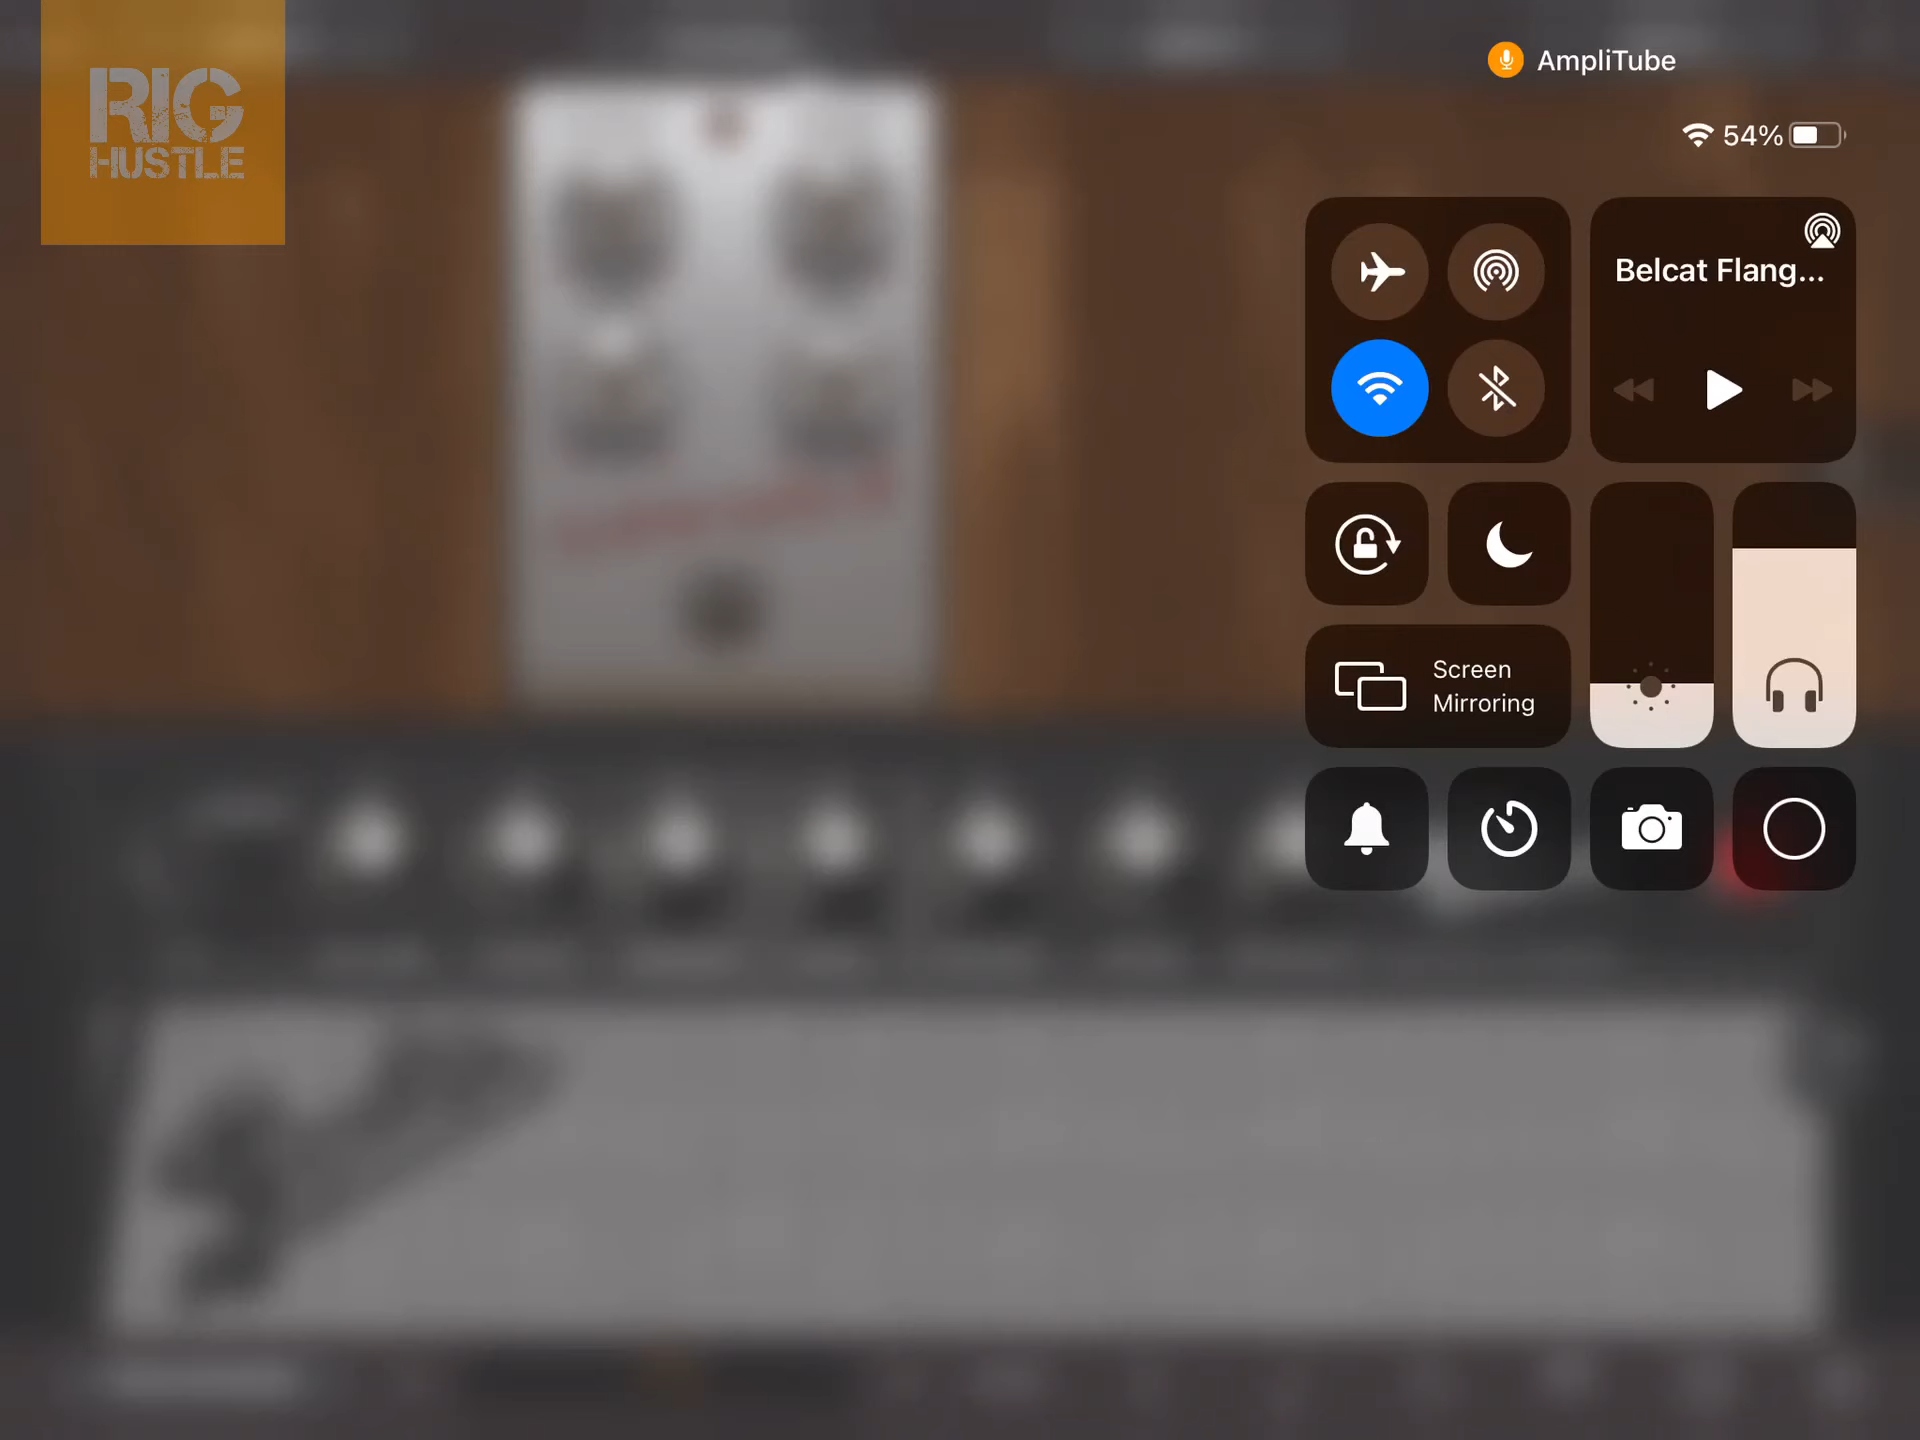 RIG
HUSTLE
AmpliTube
54%
Belcat Flang...
Screen
Mirroring